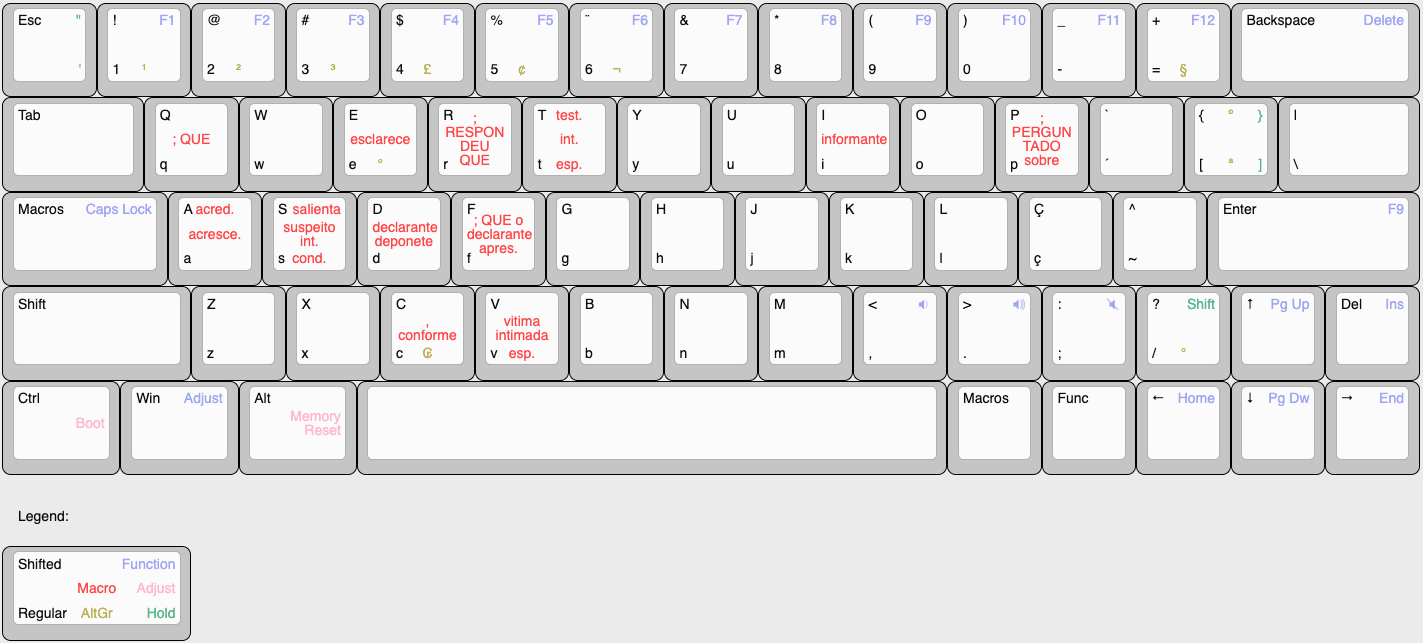 Esc " ! F1 @ F2 # F3 $ F4 % F5 ¨ F6 & F7 * F8 ( F9 ) F10 _ F11 + F12 Backspace Delete
' 1 ¹ 2 ² 3 ³ 4 £ 5 ¢ 6 ¬ 7 8 9 0 - = §
Tab Q W E R ; T test. Y U I O P ; ` { º } |
; QUE esclarece RESPON int. informante PERGUN
DEU TADO
q w e ° r QUE t esp. y u i o p sobre ´ [ ª ] \
Macros Caps Lock A acred. S salienta D F G H J K L Ç ^ Enter F9
; QUE o
acresce. suspeito declarante declarante
int. deponete apres.
a s cond. d f g h j k l ç ~
Shift Z X C V B N M < > : ? Shift ↑ Pg Up Del Ins
, vitima
conforme intimada
z x c ₢ v esp. b n m , . ; / °
Ctrl Win Adjust Alt Macros Func ← Home ↓ Pg Dw → End
Boot Memory
Reset
Legend:
Shifted Function
Macro Adjust
Regular AltGr Hold